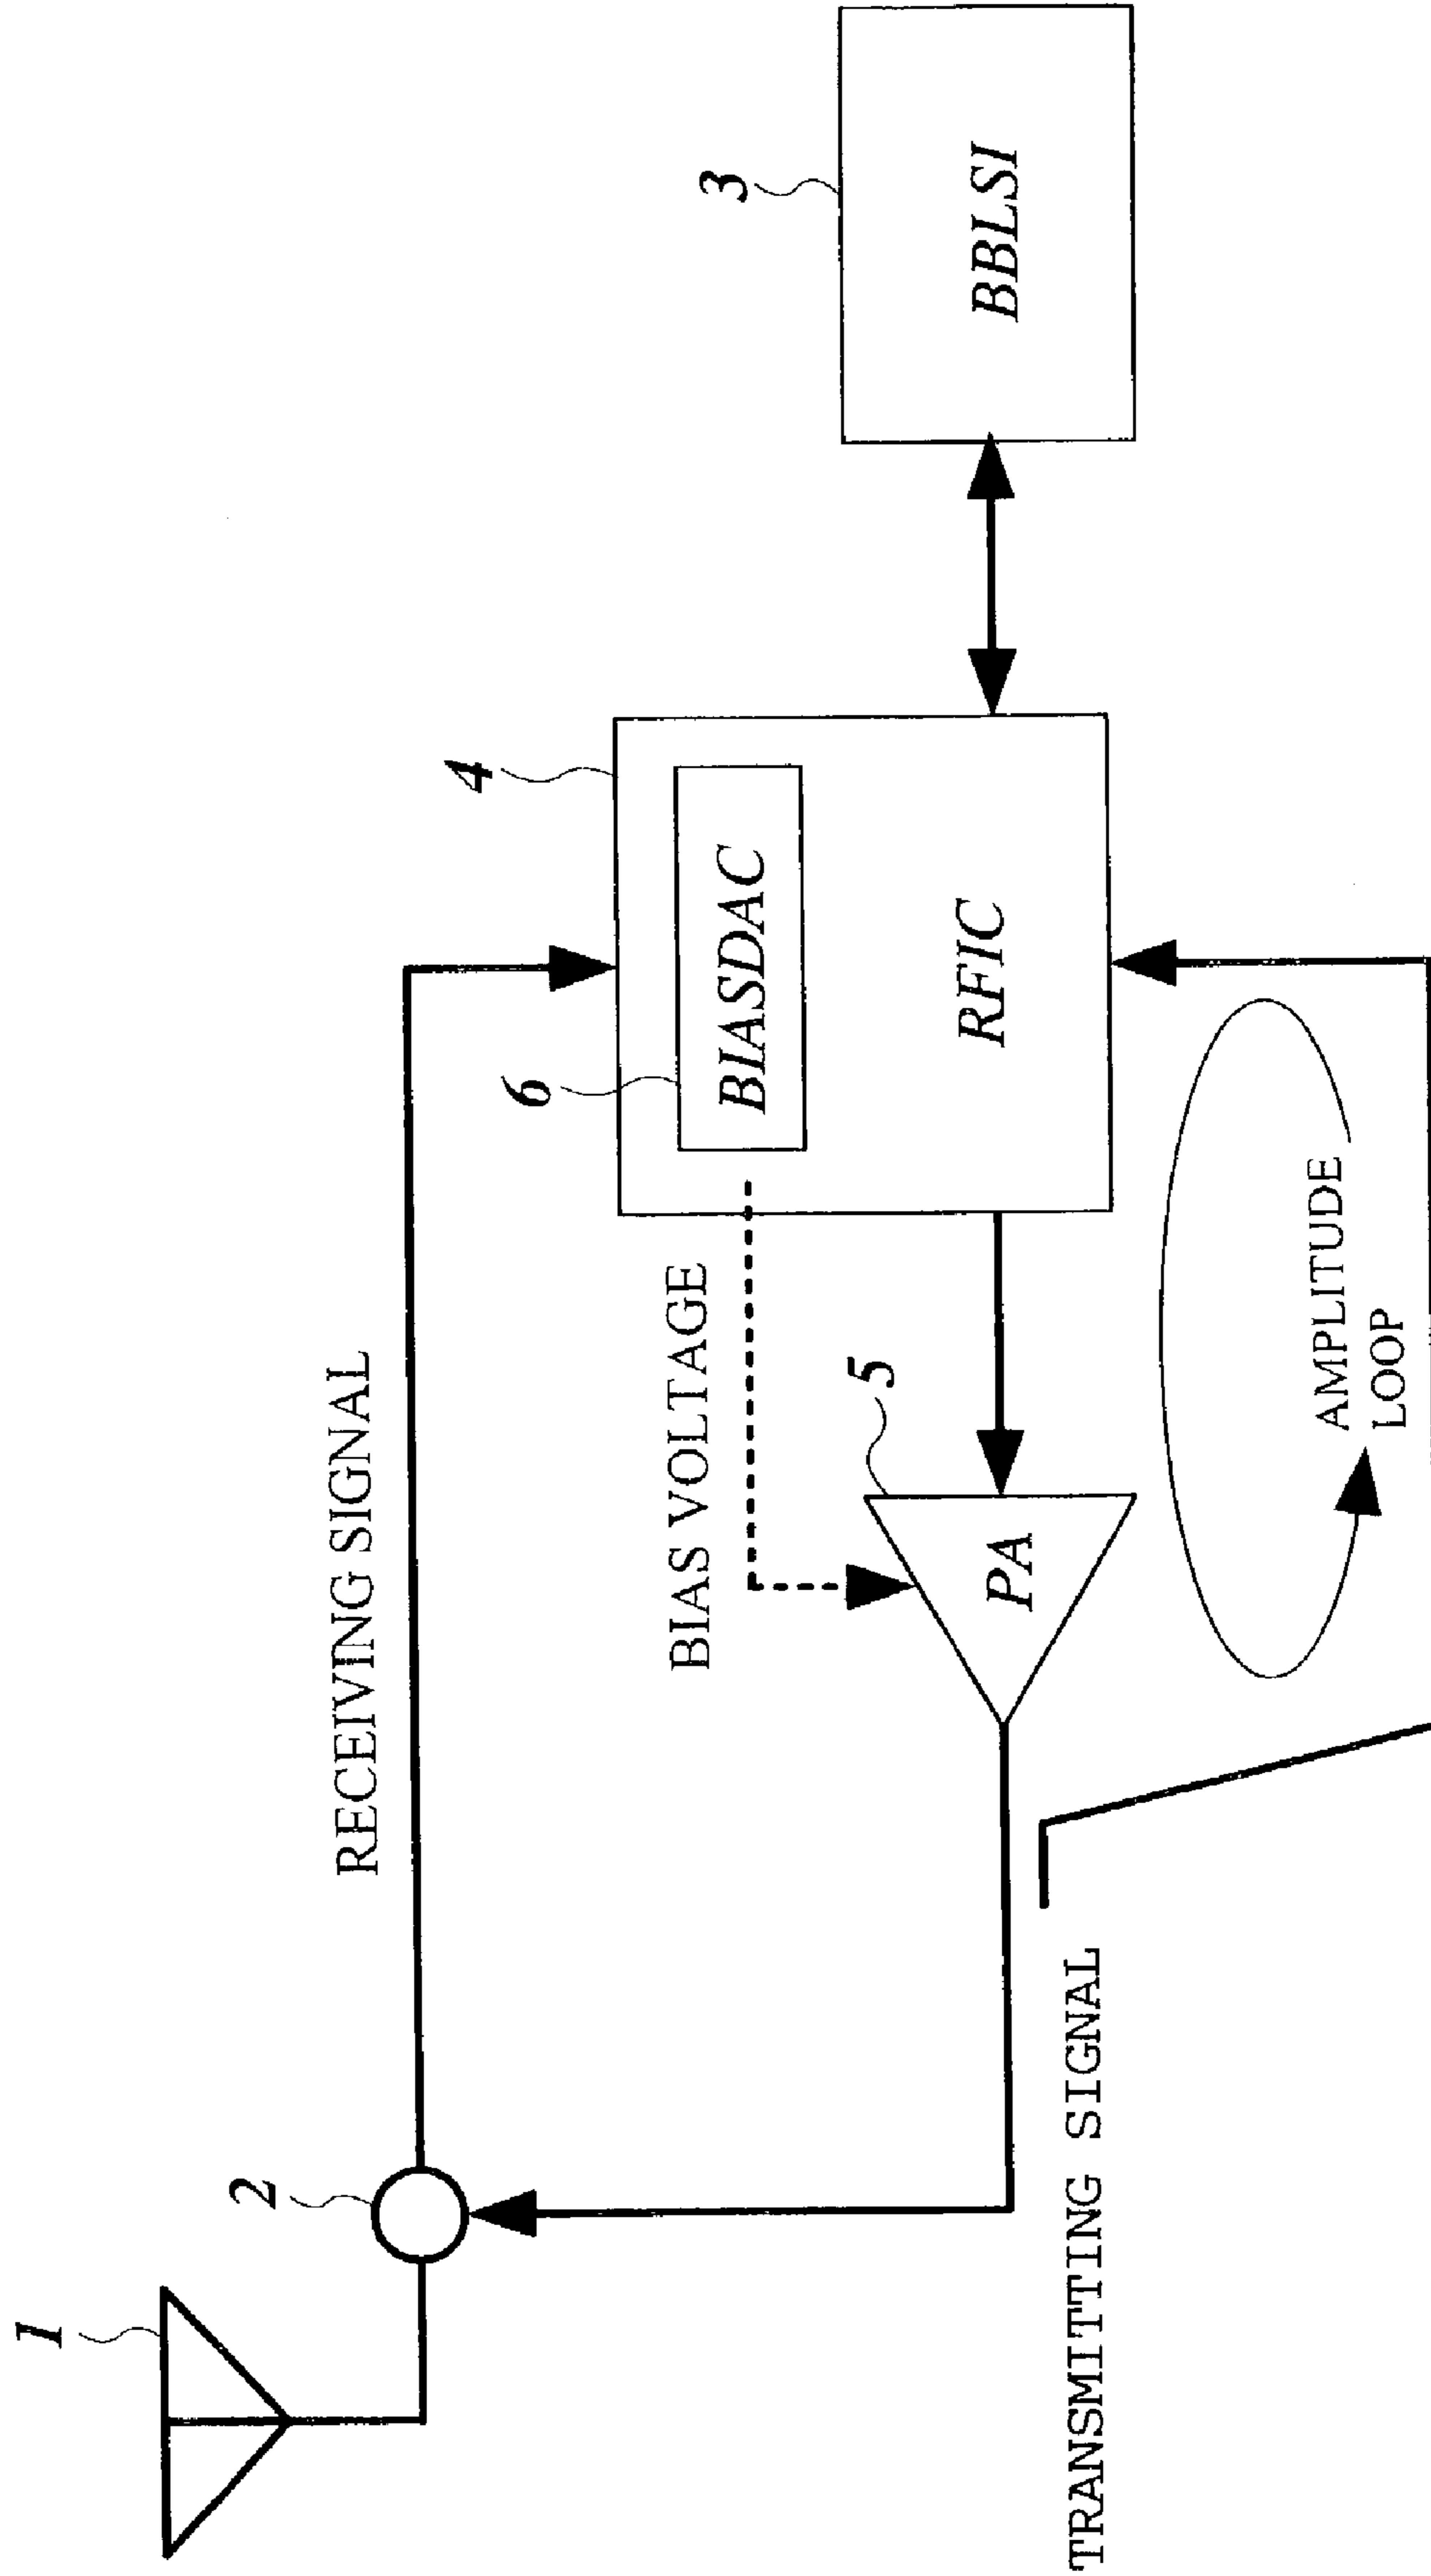 1
2
RECEIVING SIGNAL
4
3
6
BIASDAC
BIAS VOLTAGE
5
PA
RFIC
BBLSI
TRANSMITTING SIGNAL
AMPLITUDE
LOOP